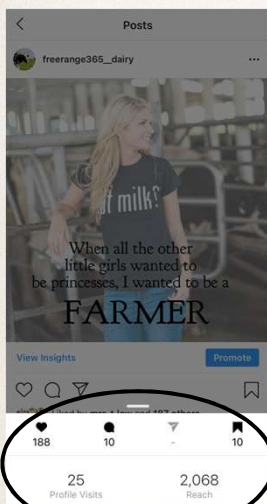 Posts
freerange365_dairy
got milk?
When all the other
little girls wanted to
be princesses, I wanted to be a
FARMER
View Insights
Promote
188
10
-
10
25
2,068
Profile Visits
Reach